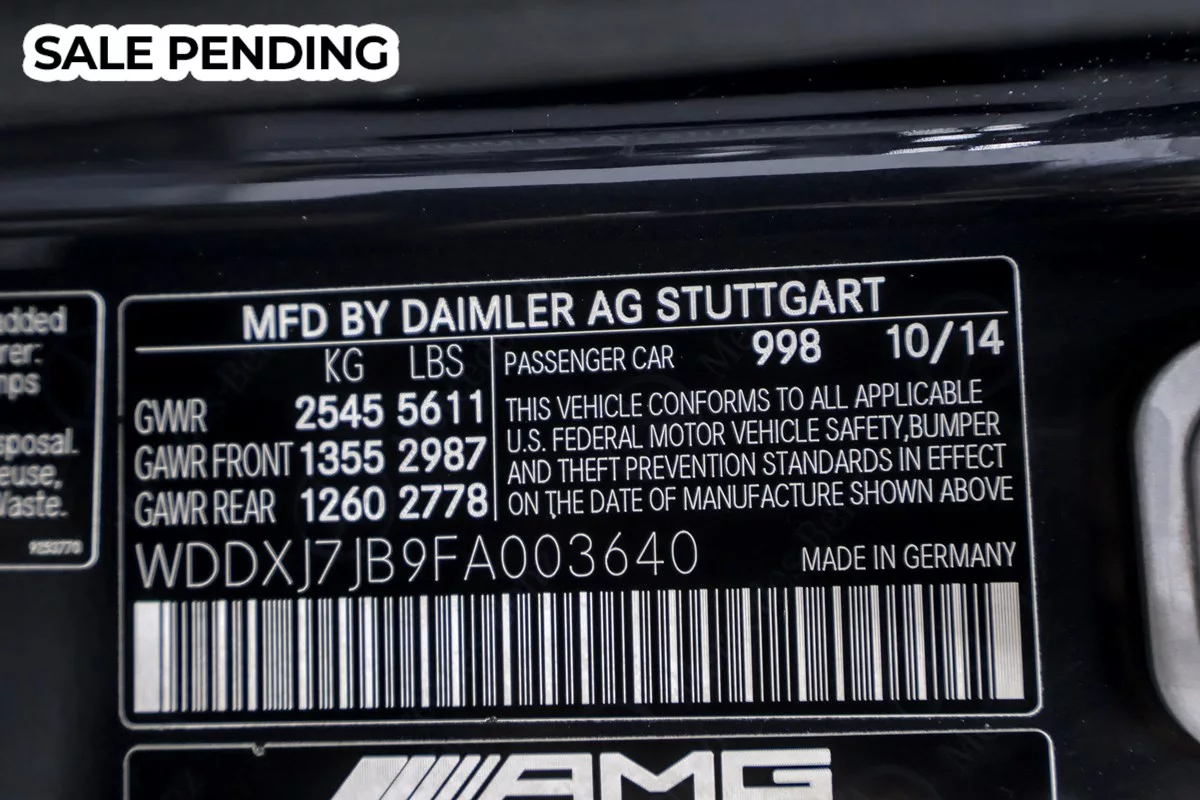 SALE PENDING
MFD BY DAIMLER AG STUTTGART
KG LBS
GWR 2545 5611
GAWR FRONT 1355 2987
GAWR REAR 1260 2778
PASSENGER CAR 998 10/14
THIS VEHICLE CONFORMS TO ALL APPLICABLE
U.S. FEDERAL MOTOR VEHICLE SAFETY,BUMPER
AND THEFT PREVENTION STANDARDS IN EFFECT
ON THE DATE OF MANUFACTURE SHOWN ABOVE
WDDXJ7JB9FA003640 MADE IN GERMANY
AMG